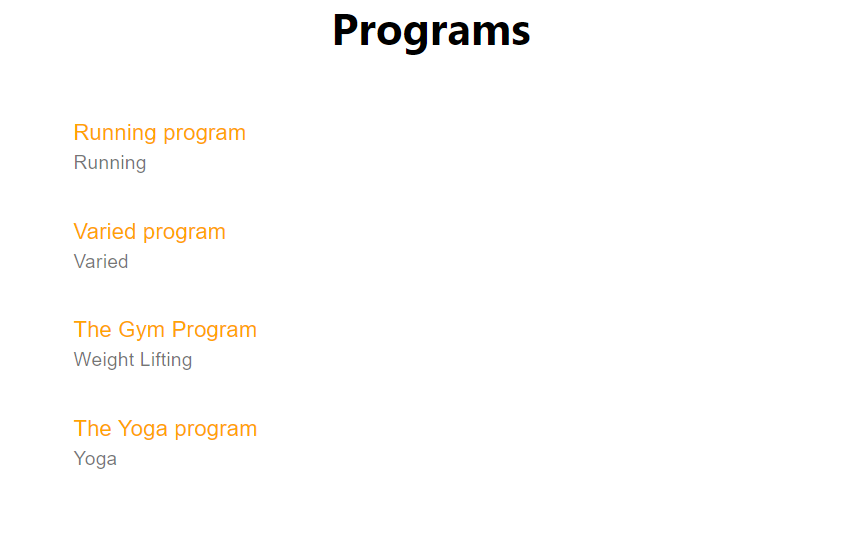 Programs
Running program
Running
Varied program
Varied
The Gym Program
Weight Lifting
The Yoga program
Yoga